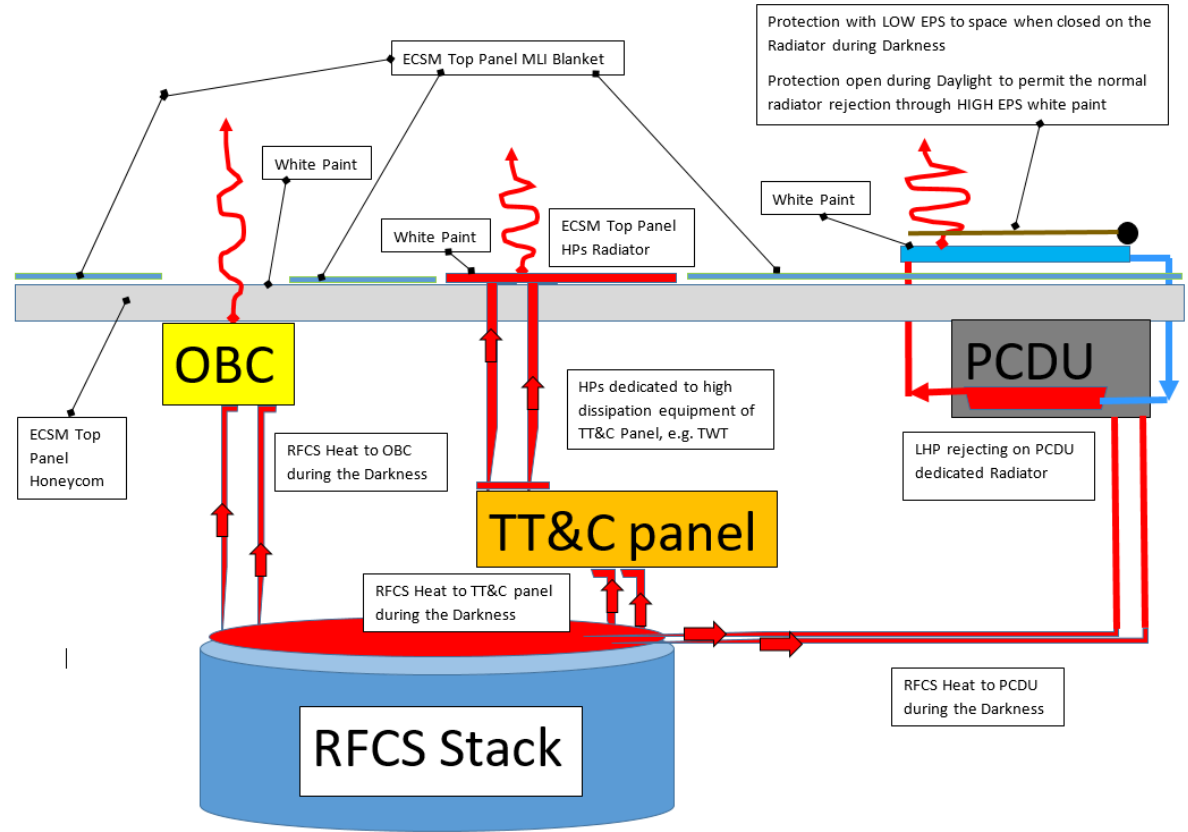 Protection with LOW EPS to space when closed on the
Radiator during Darkness
Protection open during Daylight to permit the normal
radiator rejection through HIGH EPS white paint
ECSM Top Panel MLI Blanket
White Paint
White Paint
ECSM Top Panel
HPs Radiator
White Paint
OBC
PCDU
ECSM Top
Panel
Honeycom
RFCS Heat to OBC
during the Darkness
HPs dedicated to high
dissipation equipment of
TT&C Panel, e.g. TWT
LHP rejecting on PCDU
dedicated Radiator
TT&C panel
RFCS Heat to TT&C panel
during the Darkness
RFCS Heat to PCDU
during the Darkness
RFCS Stack